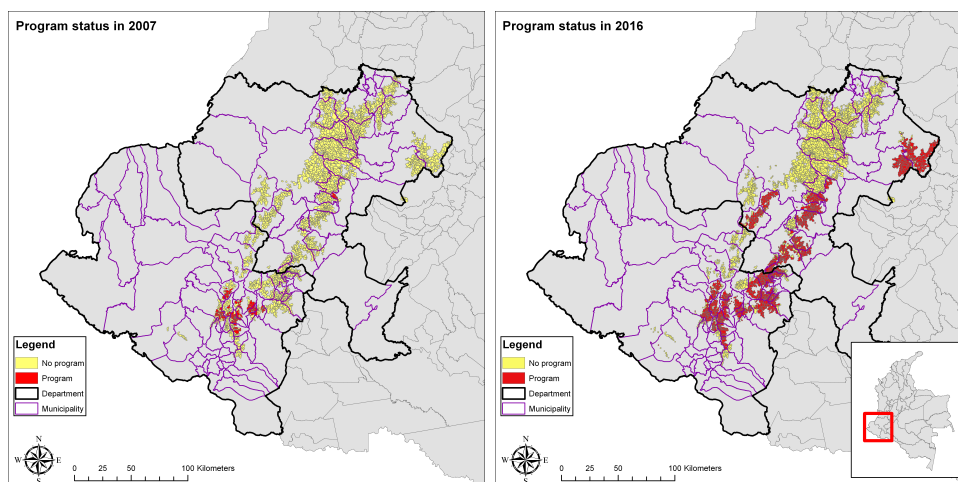 Program status in 2007
Legend
No program
Program
Department
Municipality
N
W E
S
0 25 50 100 Kilometers
Program status in 2016
Legend
No program
Program
Department
Municipality
N
W E
S
0 25 50 100 Kilometers